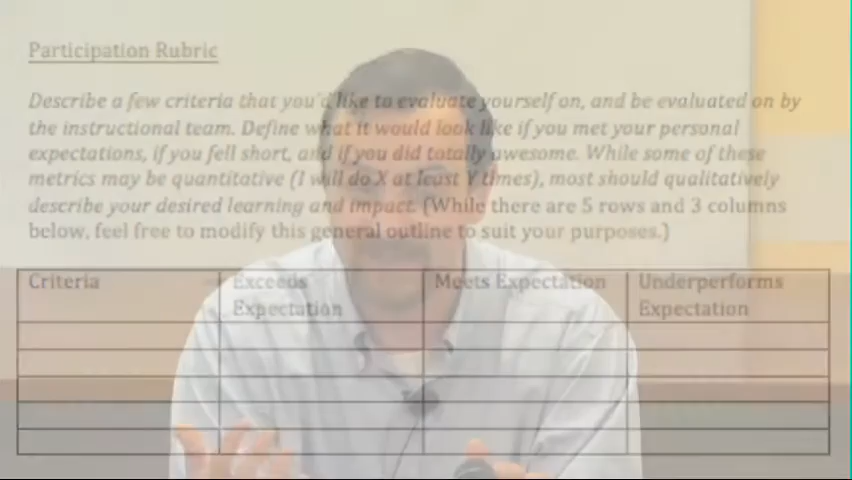 Participation Rubric
Describe a few criteria that you'd like to evaluate yourself on, and be evaluated on by
the instructional team. Define what it would look like if you met your personal
expectations, if you fell short, and if you did totally awesome. While some of these
metrics may be quantitative (I will do X at least Y times), most should qualitatively
describe your desired learning and impact. (While there are 5 rows and 3 columns
below, feel free to modify this general outline to suit your purposes.)
Criteria Exceeds Meets Expectation Underperforms
Expectation Expectation